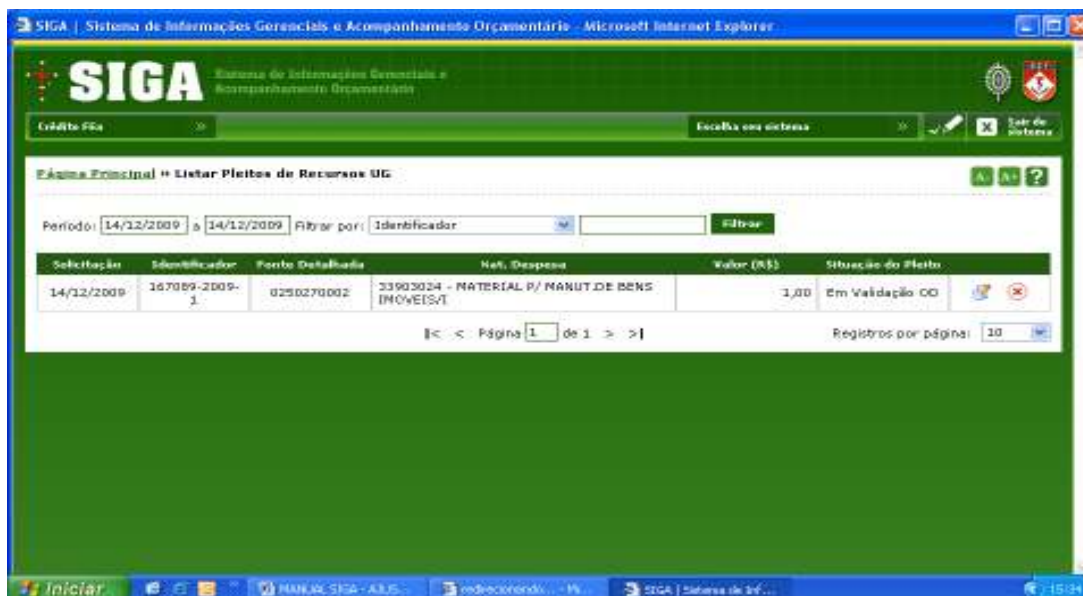 SIGA | Sistema de Informações Gerenciais e Acompanhamento Orçamentário - Microsoft Internet Explorer
SIGA
Sistema de Informações Gerenciais e
Acompanhamento Orçamentário
Crédito Fácil »
Escolha seu sistema »
Sair do
sistema
Página Principal » Listar Pleitos de Recursos UG
A- A+ ?
Período: 14/12/2009 a 14/12/2009 Filtrar por: Identificador Filtrar
Solicitação Identificador Fonte Detalhada Nat. Despesa Valor (R$) Situação do Pleito
14/12/2009 167089-2009-1 0250270002 33903024 - MATERIAL P/ MANUT.DE BENS IMOVEIS/I 1,00 Em Validação OD
|< < Página 1 de 1 > >| Registros por página: 10
Iniciar MANUAL SIGA - AJUS... redirecionando... - Mi... SIGA | Sistema de Inf... 15:34